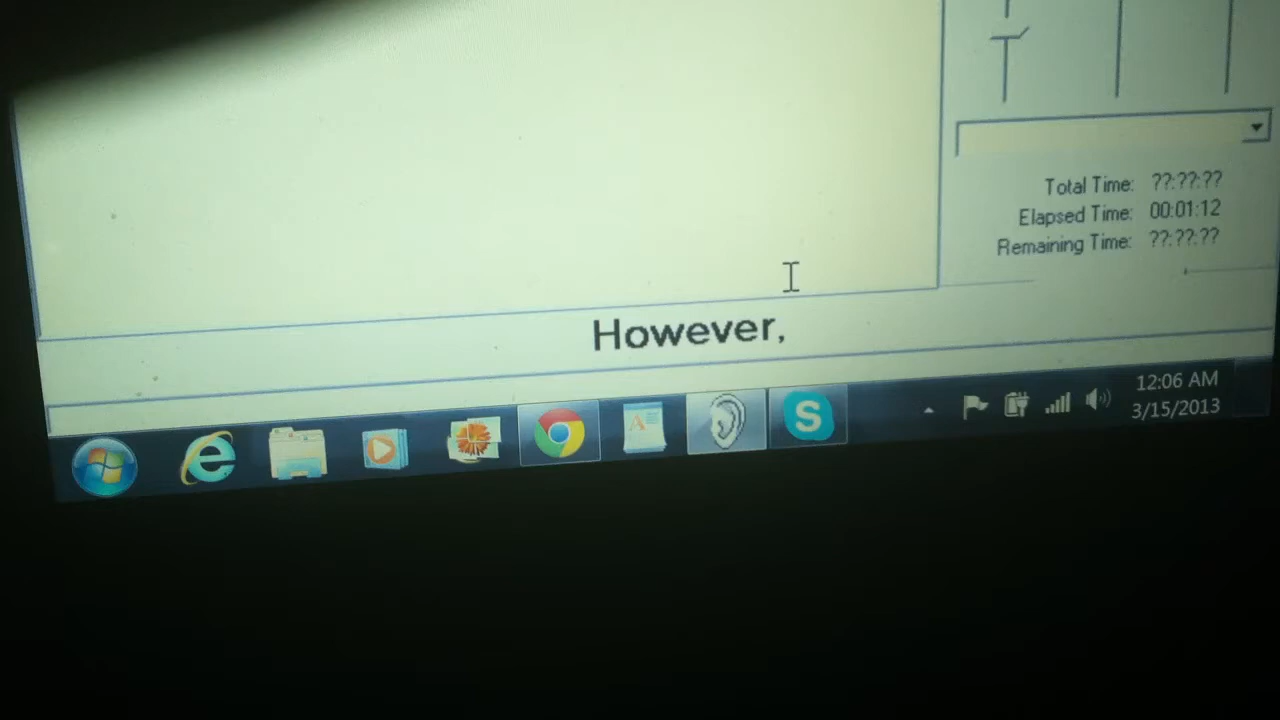 Total Time: ??:??:??
Elapsed Time: 00:01:12
Remaining Time: ??:??:??
However,
12:06 AM
3/15/2013